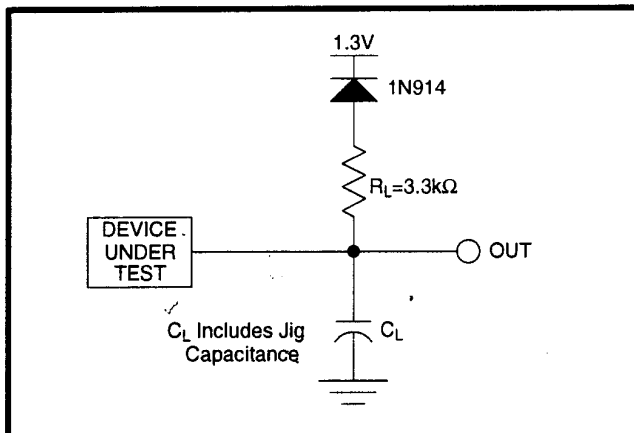 1.3V
1N914
RL=3.3kΩ
DEVICE
UNDER
TEST
OUT
CL Includes Jig
Capacitance
CL